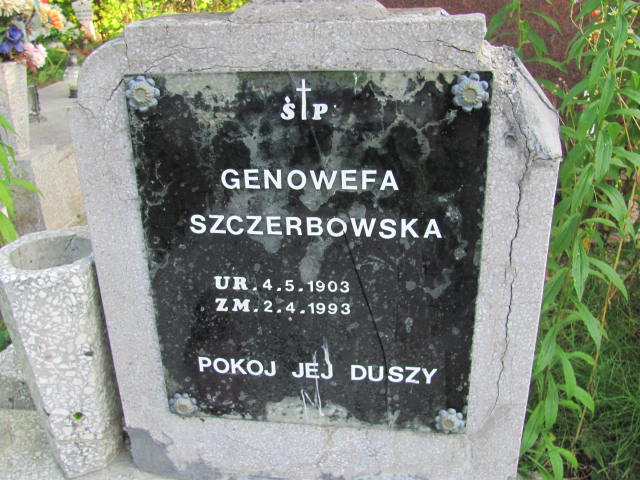 ŚP
GENOWEFA
SZCZERBOWSKA
UR.4.5.1903
ZM.2.4.1993
POKOJ JEJ DUSZY